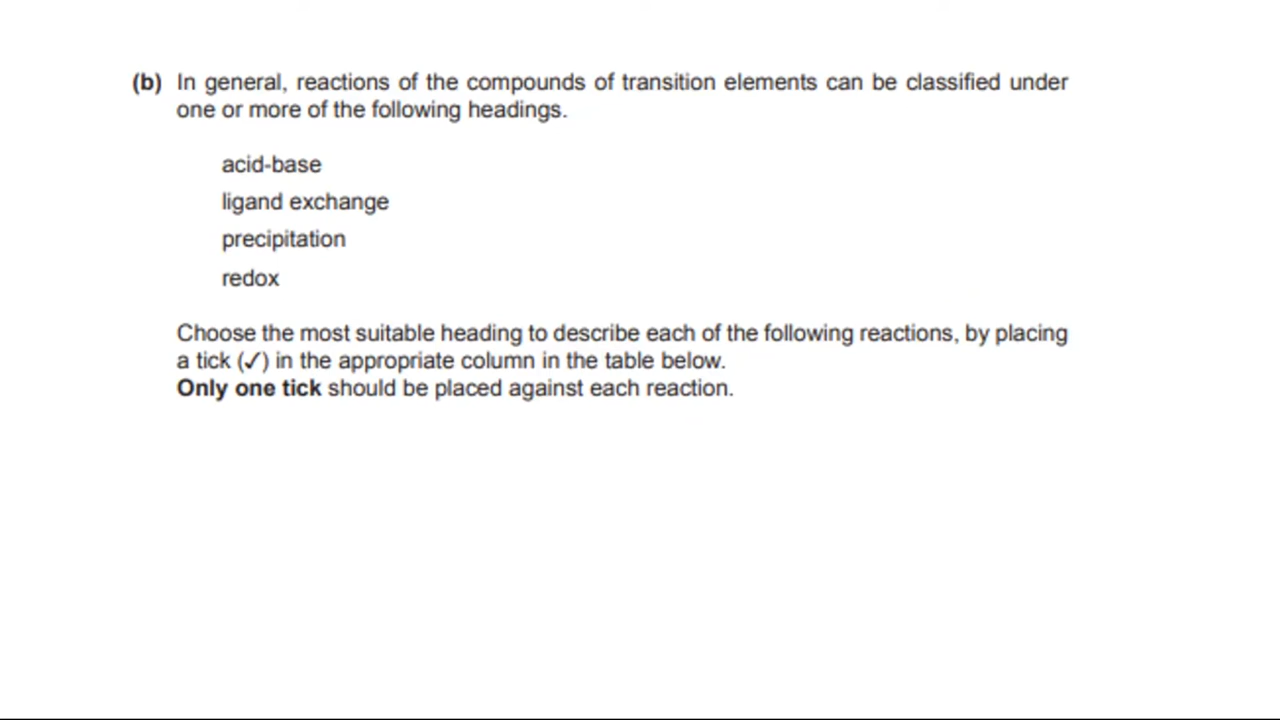 (b) In general, reactions of the compounds of transition elements can be classified under
one or more of the following headings.
acid-base
ligand exchange
precipitation
redox
Choose the most suitable heading to describe each of the following reactions, by placing
a tick (✓) in the appropriate column in the table below.
Only one tick should be placed against each reaction.